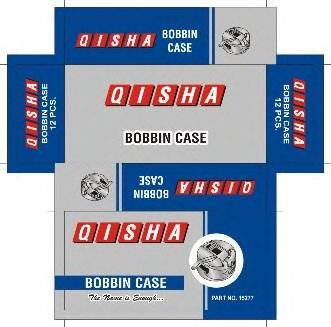 QISHA
BOBBIN
CASE
QISHA
BOBBIN CASE
12 PCS.
QISHA
BOBBIN CASE
QISHA
BOBBIN CASE
12 PCS.
QISHA
BOBBIN
CASE
QISHA
BOBBIN CASE
The Name is Enough...
PART NO. 15277